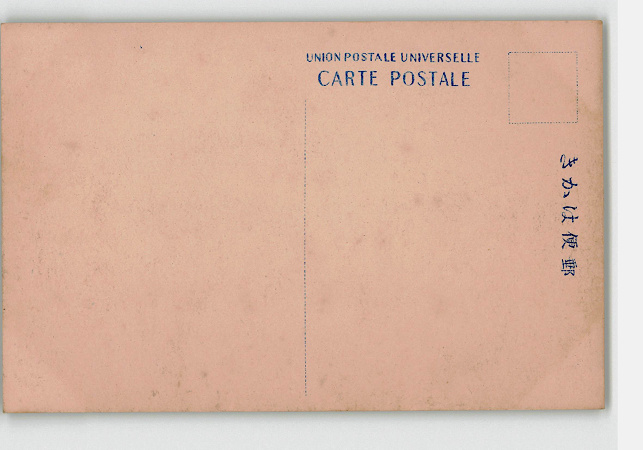 UNION POSTALE UNIVERSELLE
CARTE POSTALE
郵便はかき